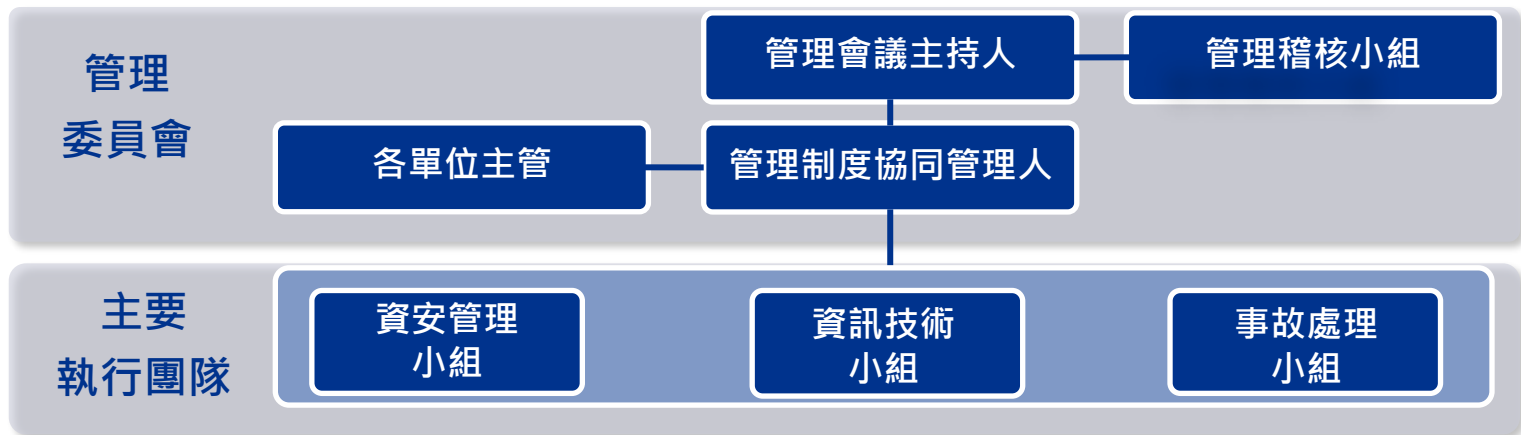 管理
委員會
管理會議主持人
管理稽核小組
各單位主管
管理制度協同管理人
主要
執行團隊
資安管理
小組
資訊技術
小組
事故處理
小組